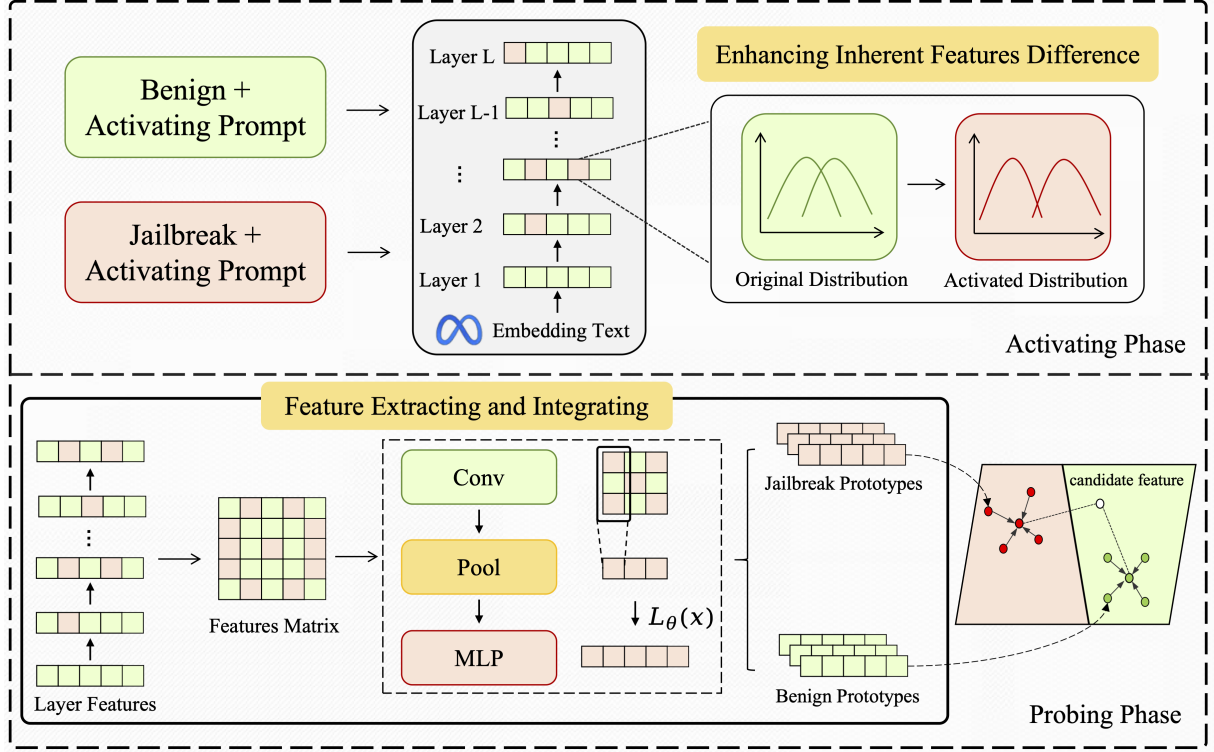 Benign +
Activating Prompt
Jailbreak +
Activating Prompt
Layer L
Layer L-1
...
...
Layer 2
Layer 1
Embedding Text
Enhancing Inherent Features Difference
Original Distribution
Activated Distribution
Activating Phase
Feature Extracting and Integrating
...
Layer Features
Features Matrix
Conv
Pool
MLP
L_θ(x)
Jailbreak Prototypes
Benign Prototypes
candidate feature
Probing Phase